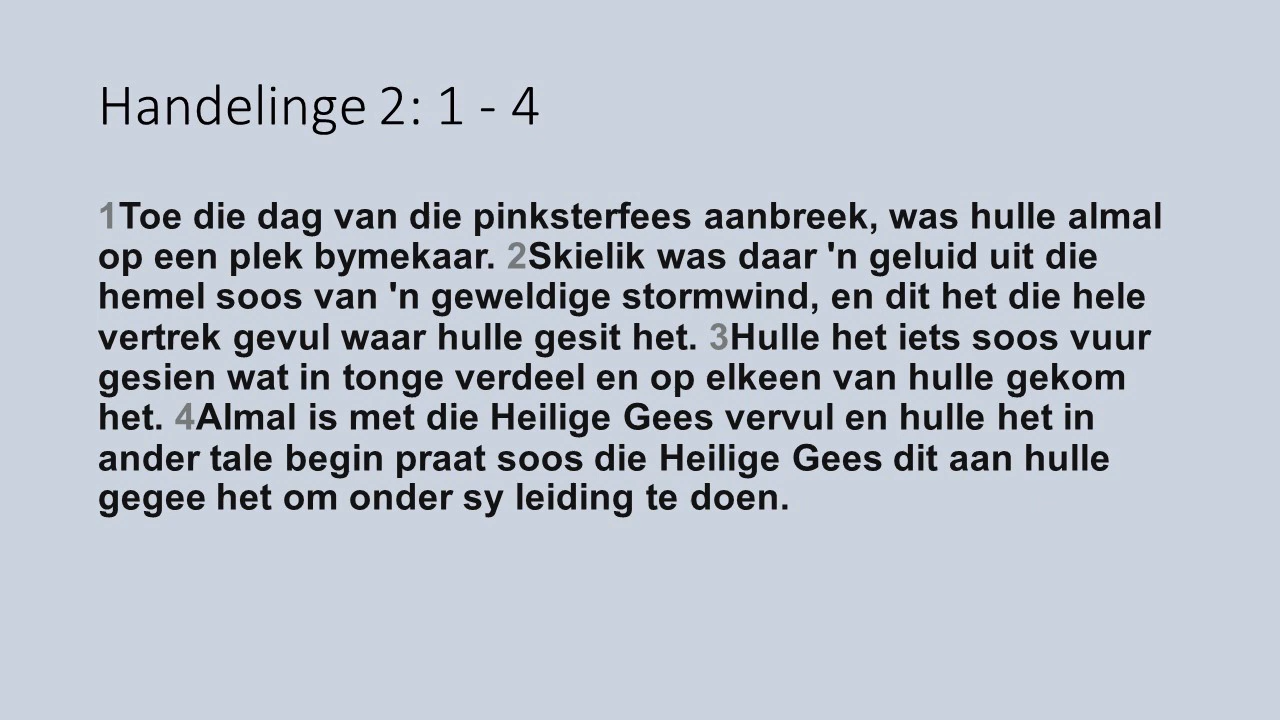 Handelinge 2: 1 - 4
1Toe die dag van die pinksterfees aanbreek, was hulle almal
op een plek bymekaar. 2Skielik was daar 'n geluid uit die
hemel soos van 'n geweldige stormwind, en dit het die hele
vertrek gevul waar hulle gesit het. 3Hulle het iets soos vuur
gesien wat in tonge verdeel en op elkeen van hulle gekom
het. 4Almal is met die Heilige Gees vervul en hulle het in
ander tale begin praat soos die Heilige Gees dit aan hulle
gegee het om onder sy leiding te doen.